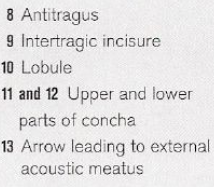 8 Antitragus
9 Intertragic incisure
10 Lobule
11 and 12 Upper and lower
parts of concha
13 Arrow leading to external
acoustic meatus